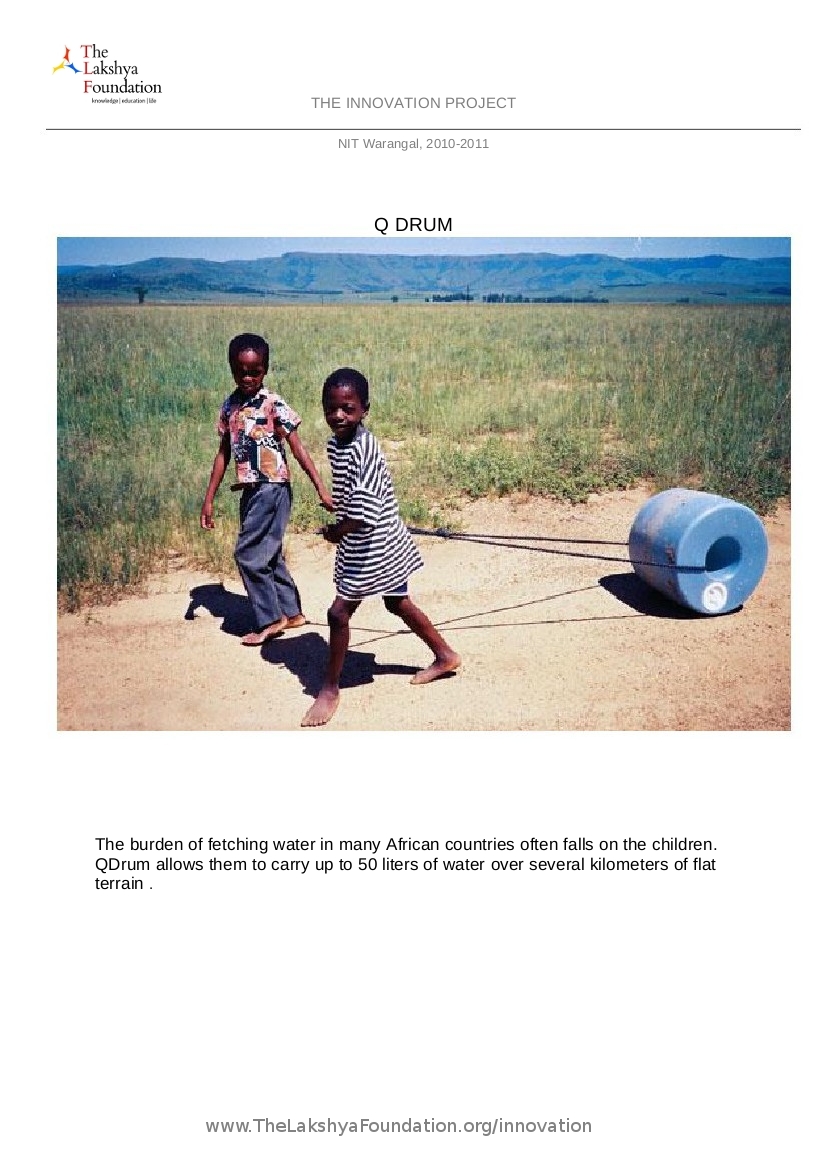 The
Lakshya
Foundation
knowledge|education|life
THE INNOVATION PROJECT
NIT Warangal, 2010-2011
Q DRUM
The burden of fetching water in many African countries often falls on the children.
QDrum allows them to carry up to 50 liters of water over several kilometers of flat
terrain .
www.TheLakshyaFoundation.org/innovation